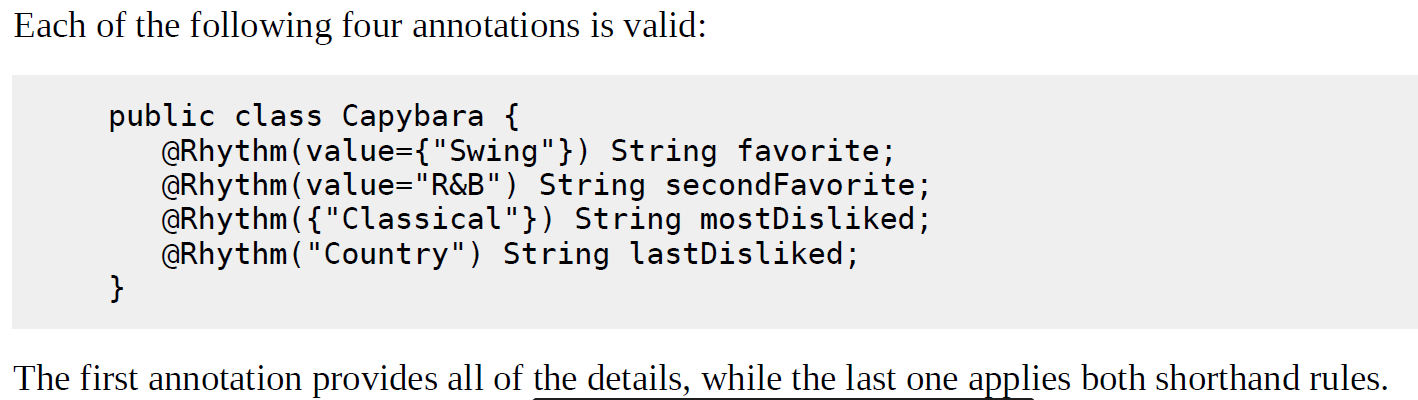 Each of the following four annotations is valid:
public class Capybara {
@Rhythm(value={"Swing"}) String favorite;
@Rhythm(value="R&B") String secondFavorite;
@Rhythm({"Classical"}) String mostDisliked;
@Rhythm("Country") String lastDisliked;
}
The first annotation provides all of the details, while the last one applies both shorthand rules.